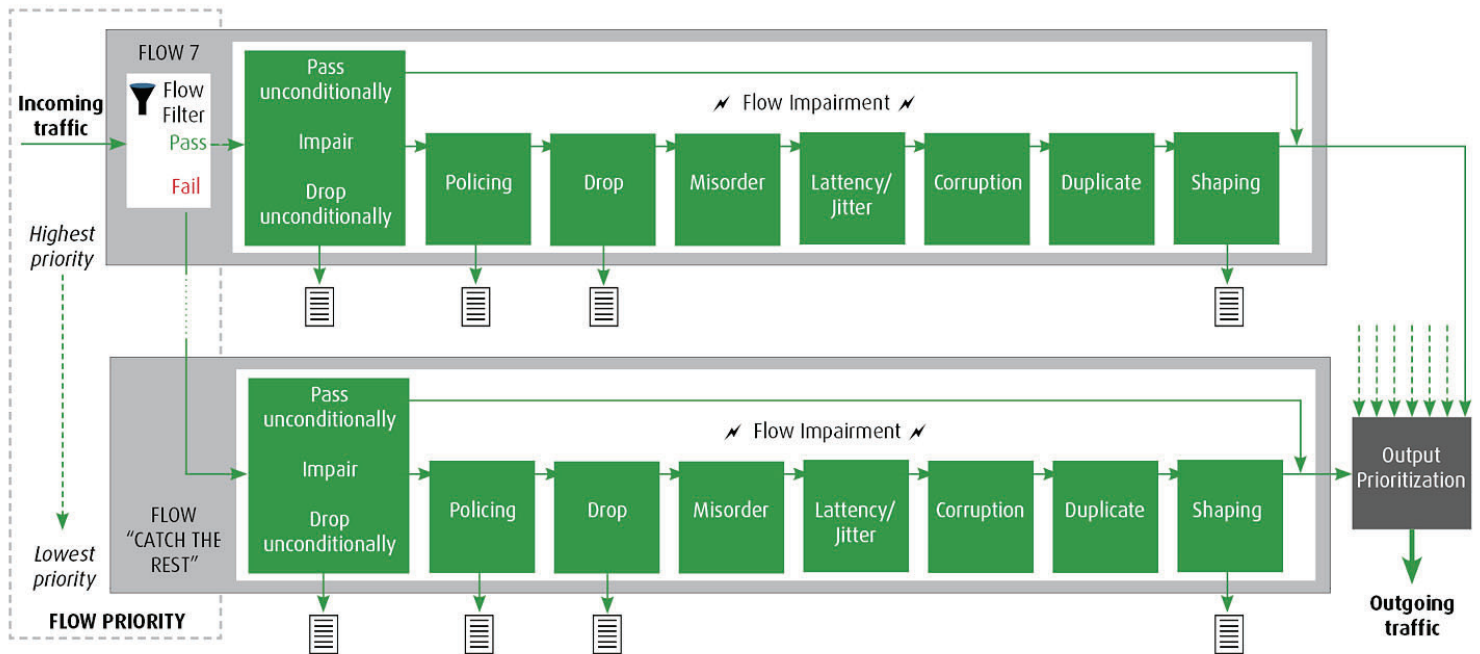 FLOW 7
Flow
Filter
Pass
Fail
Incoming
traffic
Highest
priority
Pass
unconditionally
Impair
Drop
unconditionally
Flow Impairment
Policing
Drop
Misorder
Lattency/
Jitter
Corruption
Duplicate
Shaping
Lowest
priority
FLOW PRIORITY
FLOW
“CATCH THE
REST”
Pass
unconditionally
Impair
Drop
unconditionally
Flow Impairment
Policing
Drop
Misorder
Lattency/
Jitter
Corruption
Duplicate
Shaping
Output
Prioritization
Outgoing
traffic